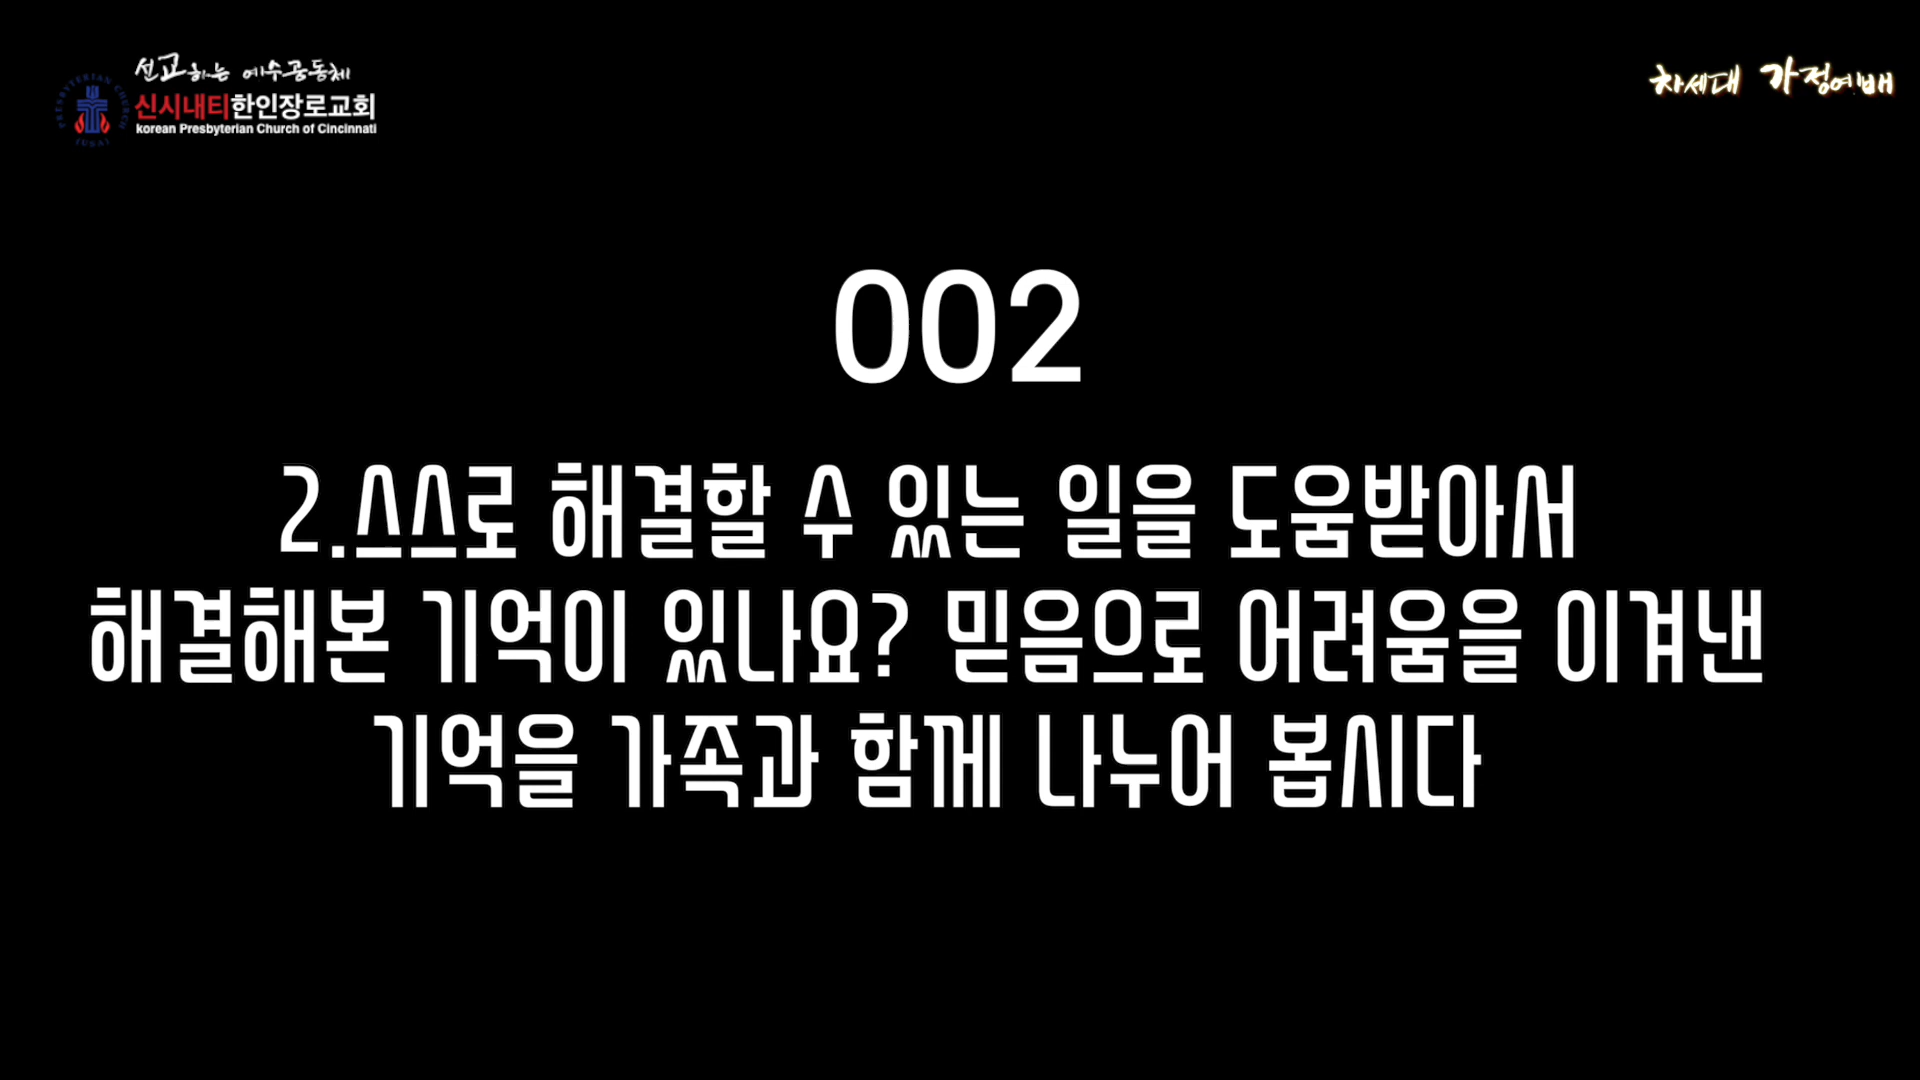 선교하는 예수공동체
신시내티한인장로교회
korean Presbyterian Church of Cincinnati
PRESBYTERIAN CHURCH
(USA)
차세대 가정예배
002
2.스스로 해결할 수 있는 일을 도움받아서
해결해본 기억이 있나요? 믿음으로 어려움을 이겨낸
기억을 가족과 함께 나누어 봅시다